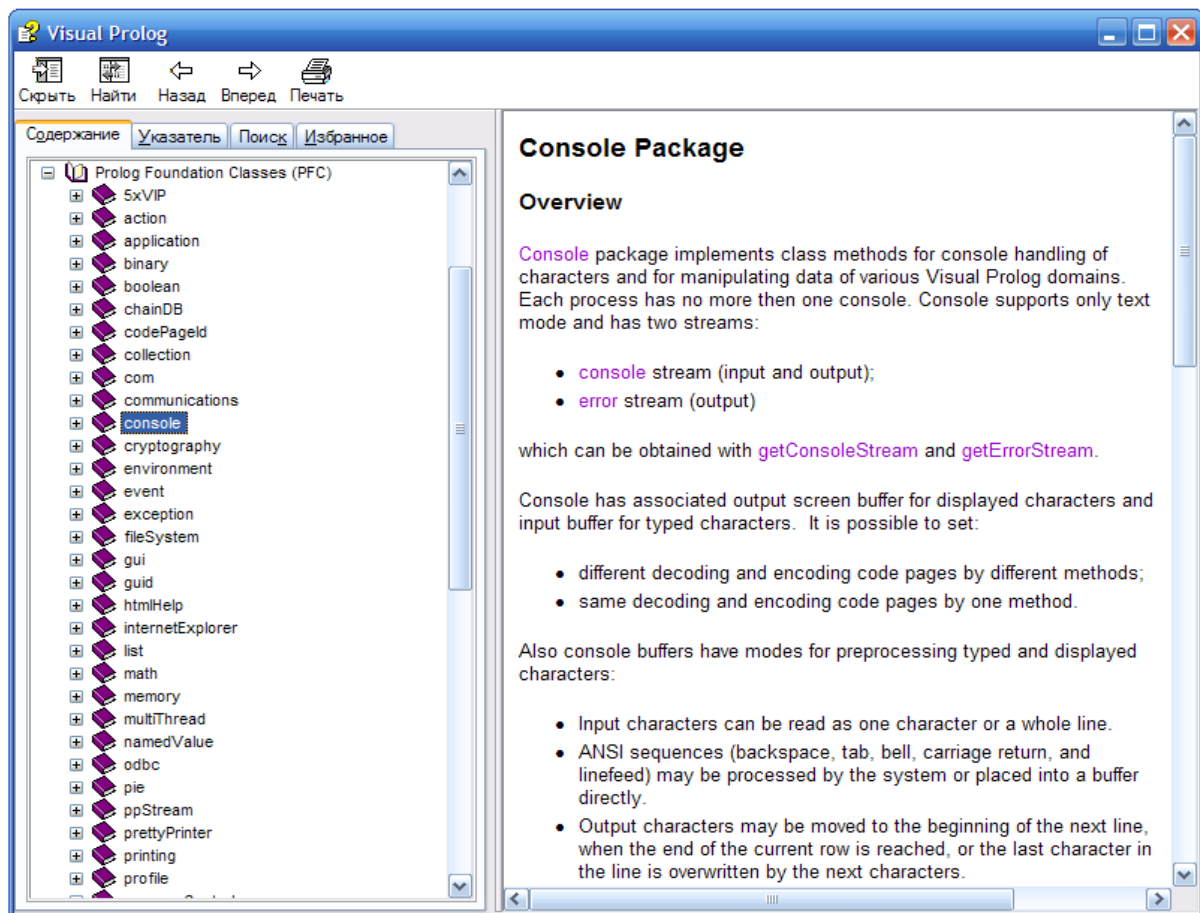 Visual Prolog
Скрыть Найти Назад Вперед Печать
Содержание Указатель Поиск Избранное
Prolog Foundation Classes (PFC)
5xVIP
action
application
binary
boolean
chainDB
codePageId
collection
com
communications
console
cryptography
environment
event
exception
fileSystem
gui
guid
htmlHelp
internetExplorer
list
math
memory
multiThread
namedValue
odbc
pie
ppStream
prettyPrinter
printing
profile
Console Package
Overview
Console package implements class methods for console handling of
characters and for manipulating data of various Visual Prolog domains.
Each process has no more then one console. Console supports only text
mode and has two streams:
• console stream (input and output);
• error stream (output)
which can be obtained with getConsoleStream and getErrorStream.
Console has associated output screen buffer for displayed characters and
input buffer for typed characters. It is possible to set:
• different decoding and encoding code pages by different methods;
• same decoding and encoding code pages by one method.
Also console buffers have modes for preprocessing typed and displayed
characters:
• Input characters can be read as one character or a whole line.
• ANSI sequences (backspace, tab, bell, carriage return, and
linefeed) may be processed by the system or placed into a buffer
directly.
• Output characters may be moved to the beginning of the next line,
when the end of the current row is reached, or the last character in
the line is overwritten by the next characters.